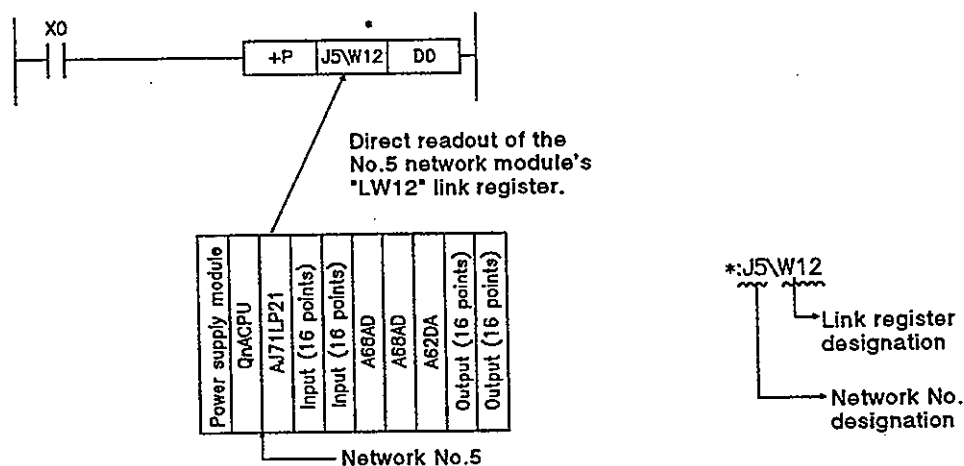 X0
*
+P J5\W12 D0
Direct readout of the
No.5 network module's
"LW12" link register.
Power supply module
QnACPU
AJ71LP21
Input (16 points)
Input (16 points)
A68AD
A68AD
A62DA
Output (16 points)
Output (16 points)
Network No.5
*:J5\W12
Link register
designation
Network No.
designation